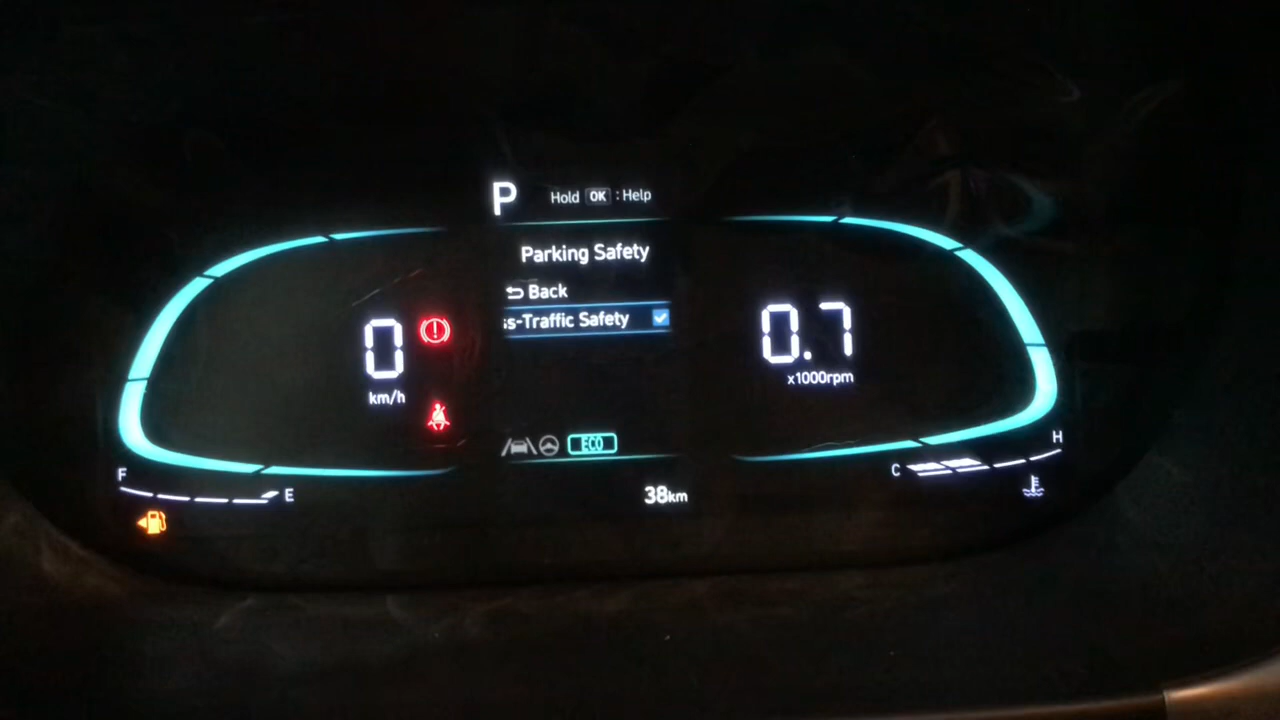 P Hold OK : Help
Parking Safety
Back
ss-Traffic Safety
0
km/h
0.7
x1000rpm
ECO
F E
38km
C H